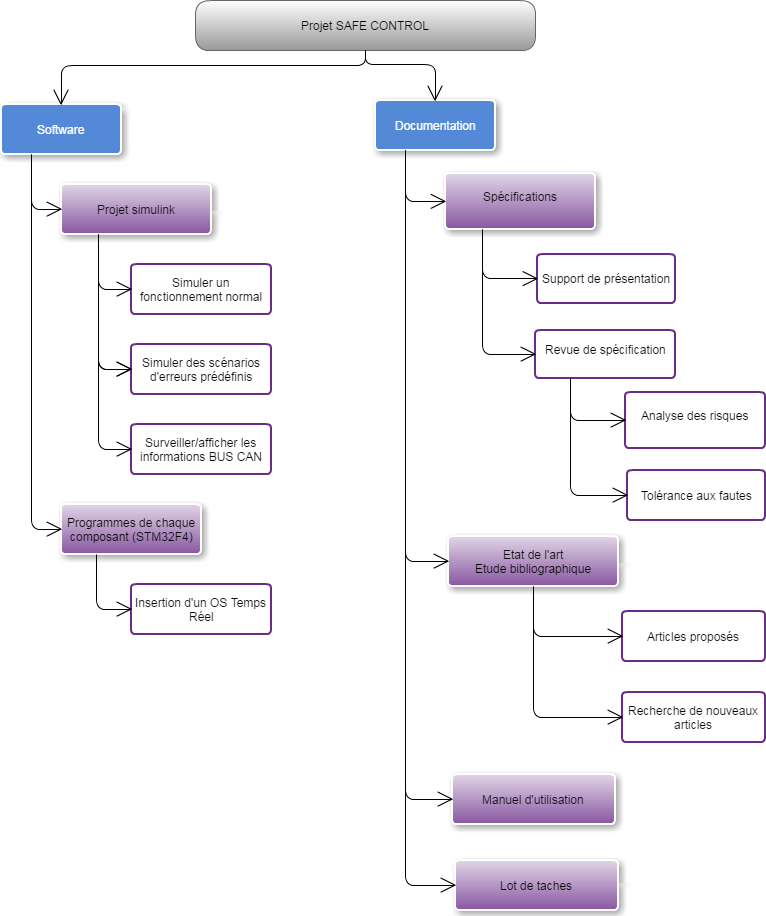 Projet SAFE CONTROL
Software
Projet simulink
Simuler un
fonctionnement normal
Simuler des scénarios
d'erreurs prédéfinis
Surveiller/afficher les
informations BUS CAN
Programmes de chaque
composant (STM32F4)
Insertion d'un OS Temps
Réel
Documentation
Spécifications
Support de présentation
Revue de spécification
Analyse des risques
Tolérance aux fautes
Etat de l'art
Etude bibliographique
Articles proposés
Recherche de nouveaux
articles
Manuel d'utilisation
Lot de taches